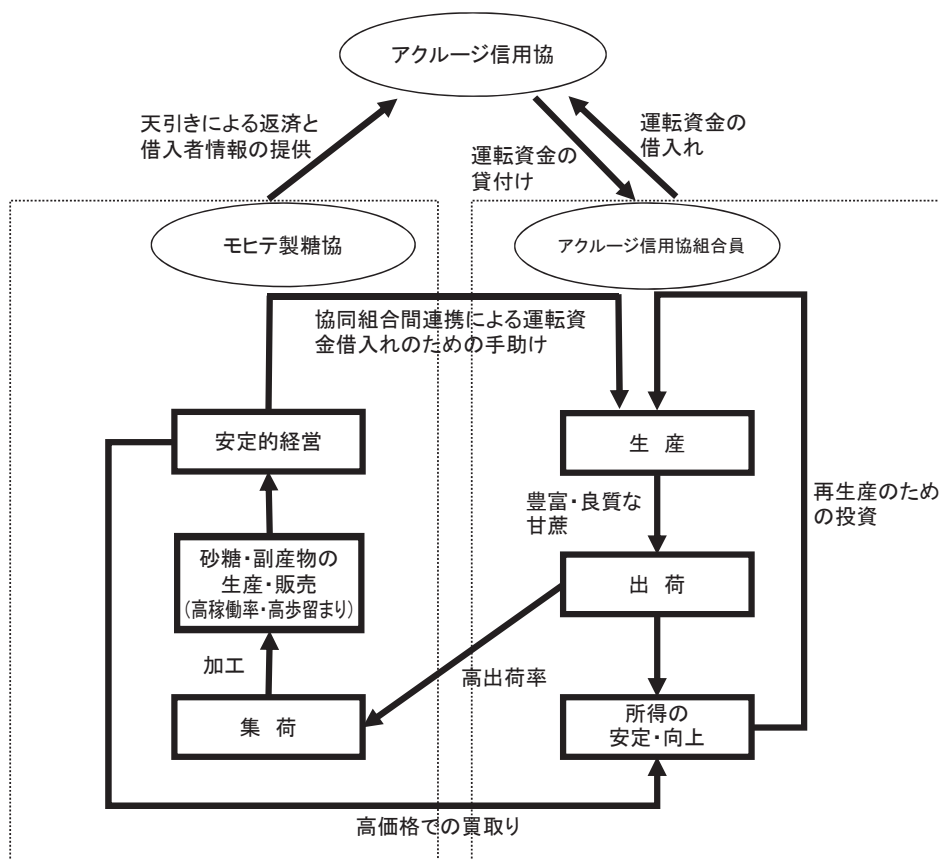 アクルージ信用協
天引きによる返済と
借入者情報の提供
運転資金の
貸付け
運転資金の
借入れ
モヒテ製糖協
アクルージ信用協組合員
協同組合間連携による運転資
金借入れのための手助け
安定的経営
生 産
豊富・良質な
甘蔗
再生産のため
の投資
砂糖・副産物の
生産・販売
(高稼働率・高歩留まり)
出 荷
加工
高出荷率
集 荷
所得の
安定・向上
高価格での買取り